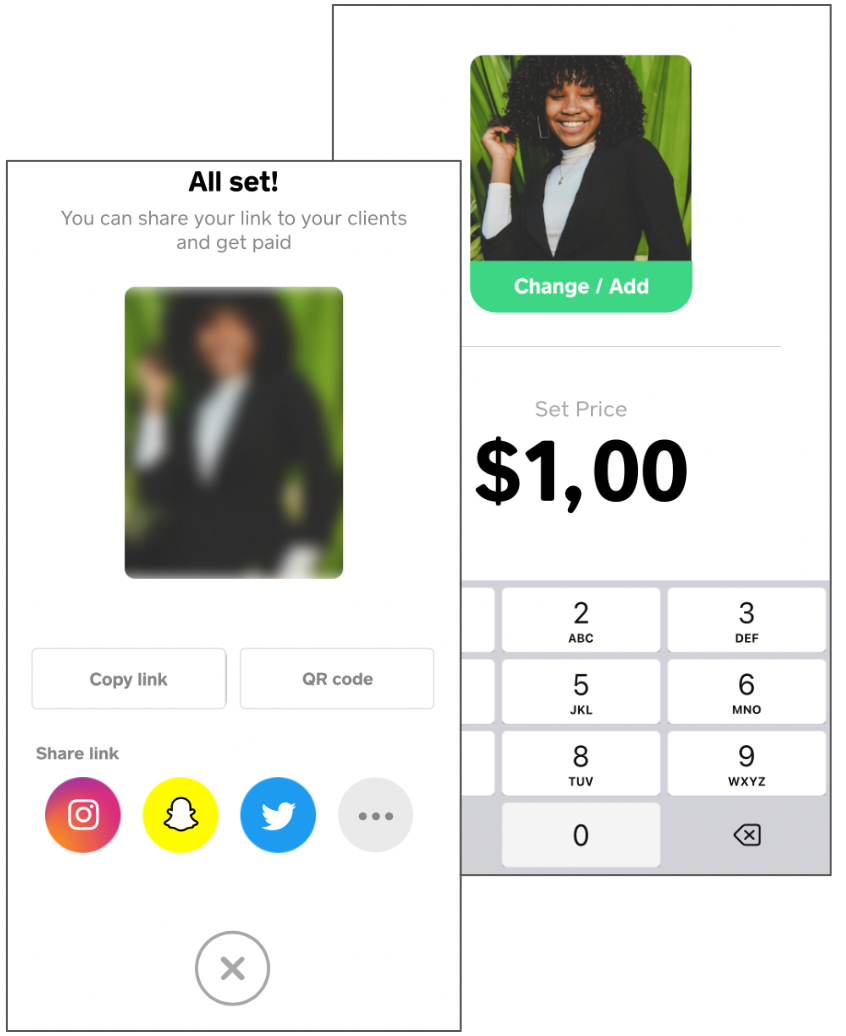 All set!
You can share your link to your clients
and get paid
Copy link
QR code
Share link
Change / Add
Set Price
$1,00
2
ABC
3
DEF
5
JKL
6
MNO
8
TUV
9
WXYZ
0